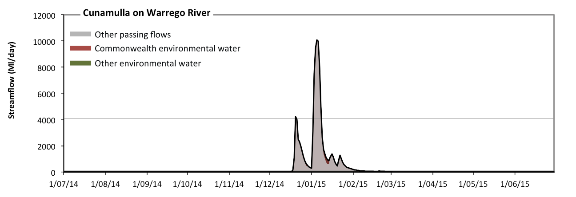 Cunamulla on Warrego River
12000
10000
8000
6000
4000
2000
0
Streamflow (Ml/day)
Other passing flows
Commonwealth environmental water
Other environmental water
1/07/14 1/08/14 1/09/14 1/10/14 1/11/14 1/12/14 1/01/15 1/02/15 1/03/15 1/04/15 1/05/15 1/06/15